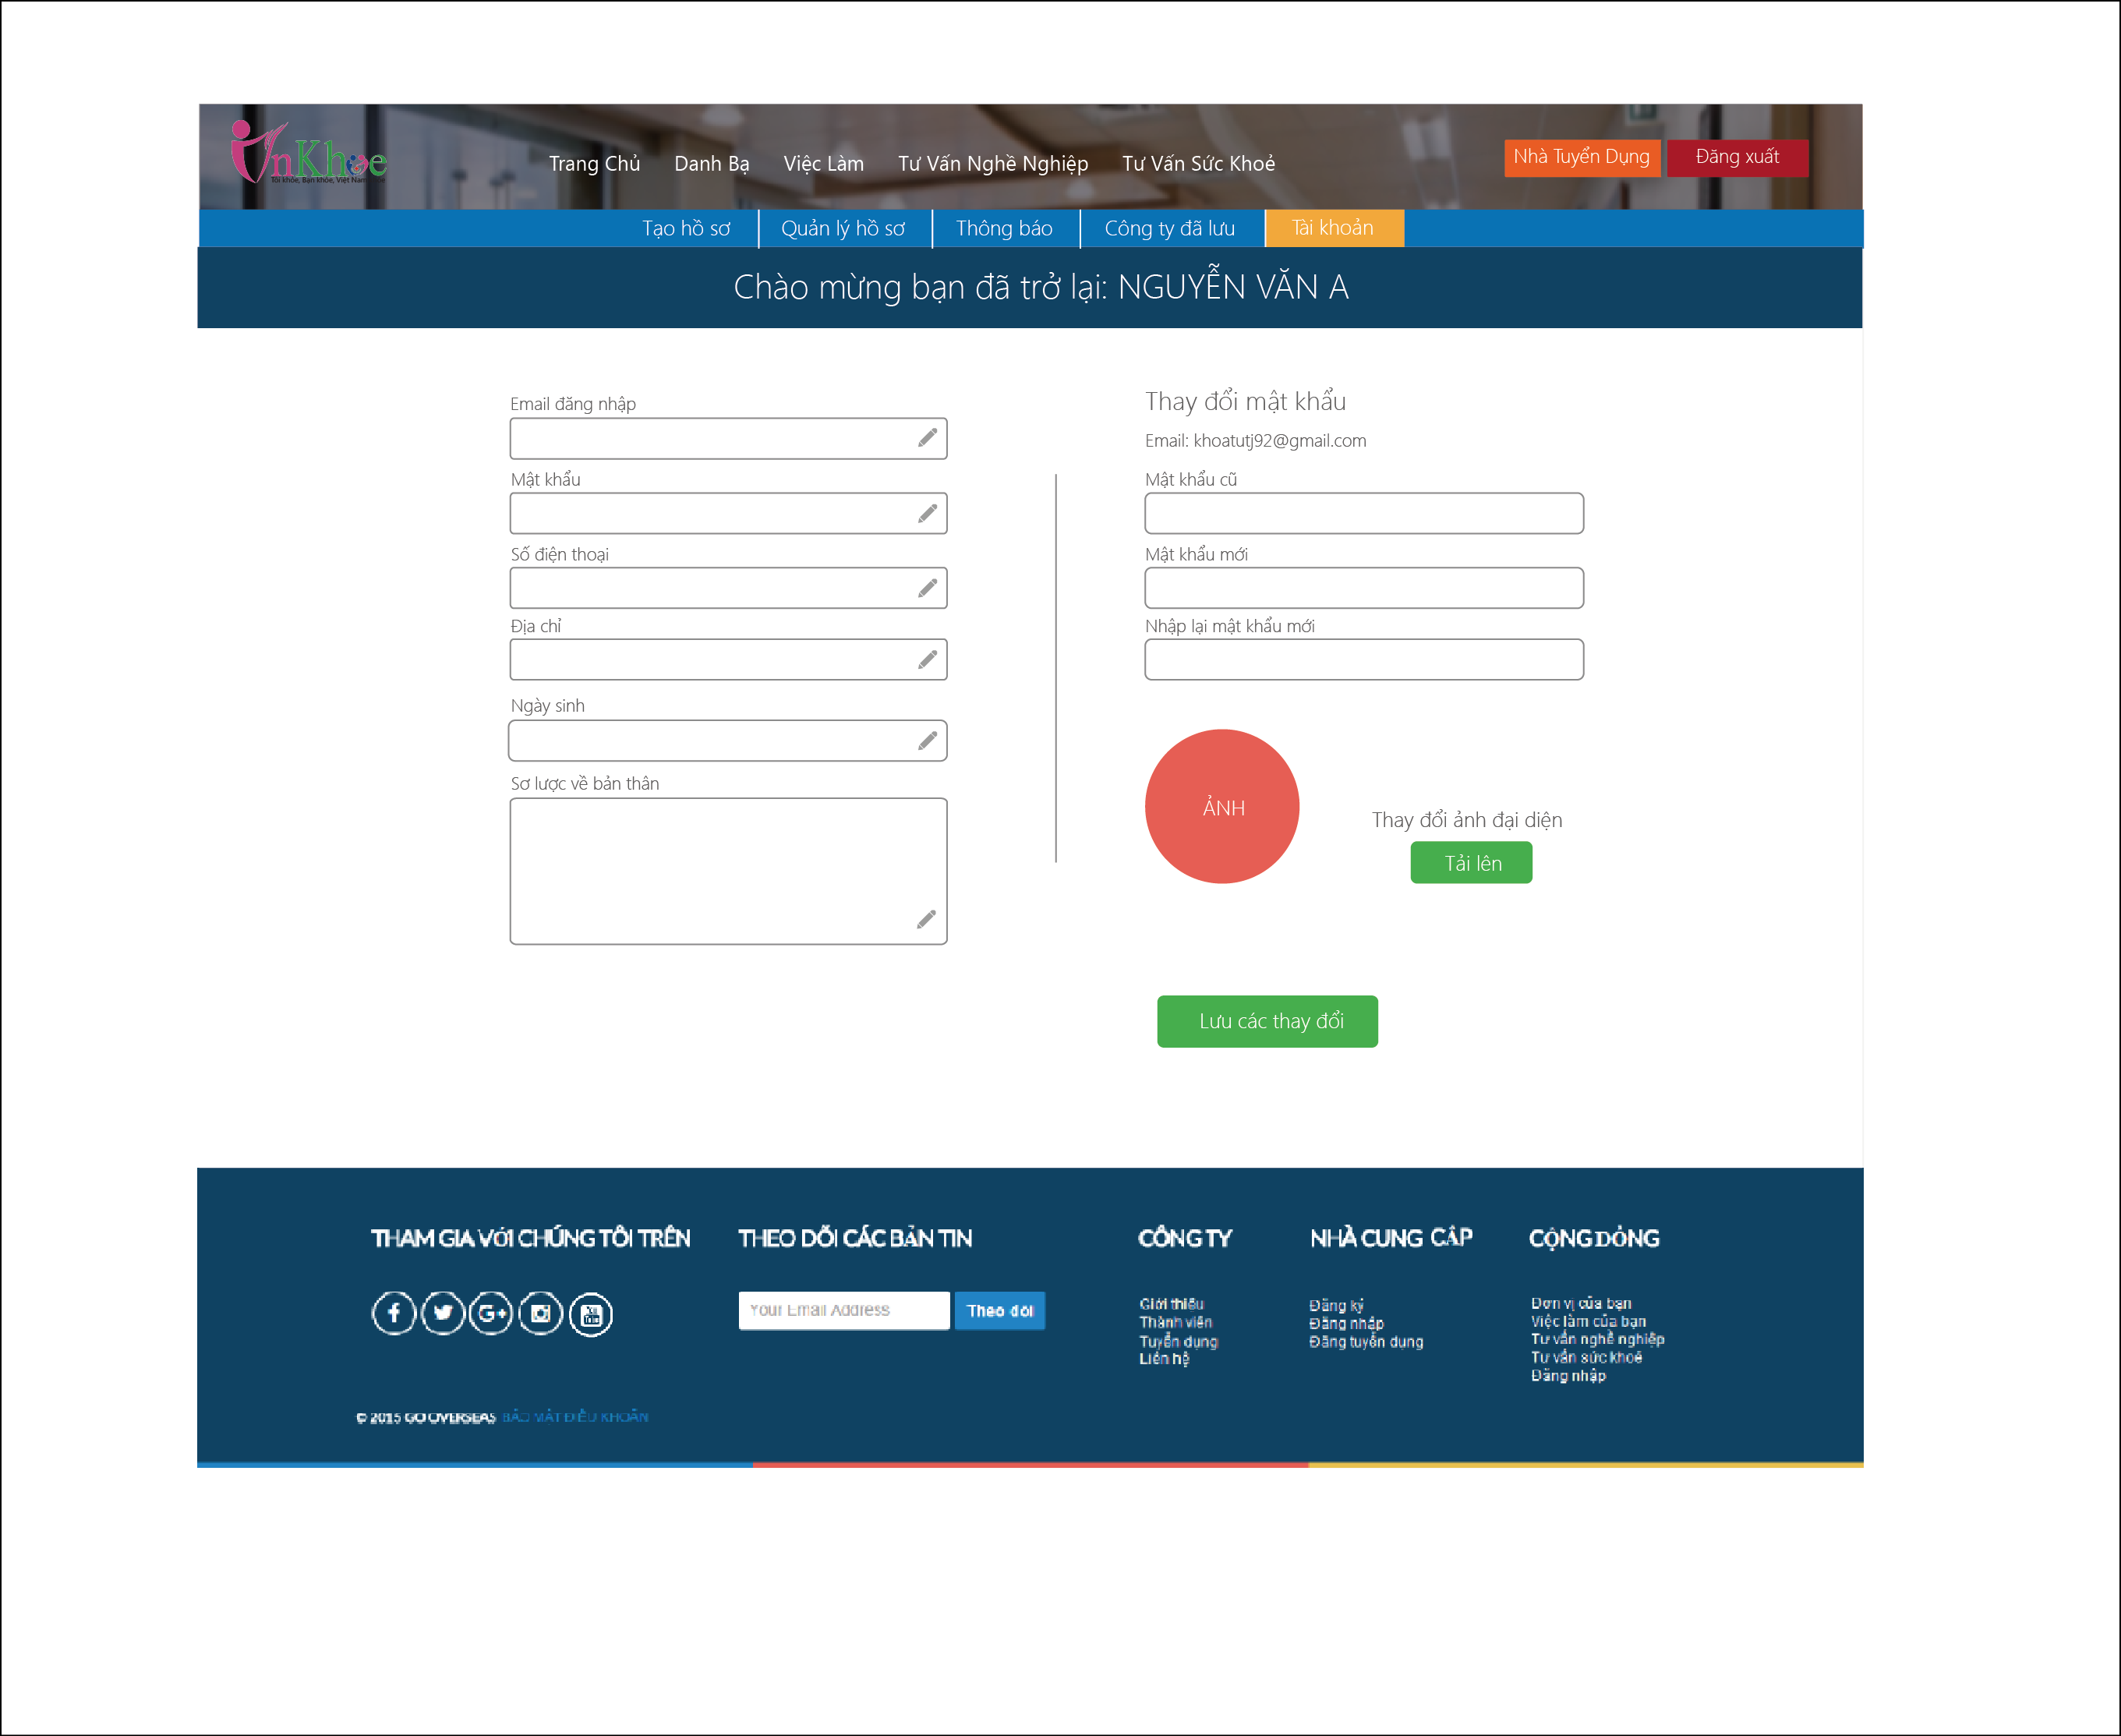 VnKhoe
Tôi khỏe, Bạn khỏe, Việt Nam
Trang Chủ Danh Bạ Việc Làm Tư Vấn Nghề Nghiệp Tư Vấn Sức Khoẻ
Nhà Tuyển Dụng Đăng xuất
Tạo hồ sơ Quản lý hồ sơ Thông báo Công ty đã lưu Tài khoản
Chào mừng bạn đã trở lại: NGUYỄN VĂN A
Email đăng nhập
Mật khẩu
Số điện thoại
Địa chỉ
Ngày sinh
Sơ lược về bản thân
Thay đổi mật khẩu
Email: khoatutj92@gmail.com
Mật khẩu cũ
Mật khẩu mới
Nhập lại mật khẩu mới
ẢNH
Thay đổi ảnh đại diện
Tải lên
Lưu các thay đổi
THAM GIA VỚI CHÚNG TÔI TRÊN
THEO DÕI CÁC BẢN TIN
Your Email Address Theo dõi
CÔNG TY
Giới thiệu
Thành viên
Tuyển dụng
Liên hệ
NHÀ CUNG CẤP
Đăng ký
Đăng nhập
Đăng tuyển dụng
CỘNG ĐỒNG
Đơn vị của bạn
Việc làm của bạn
Tư vấn nghề nghiệp
Tư vấn sức khoẻ
Đăng nhập
© 2015 GO OVERSEAS BẢO MẬT ĐIỀU KHOẢN